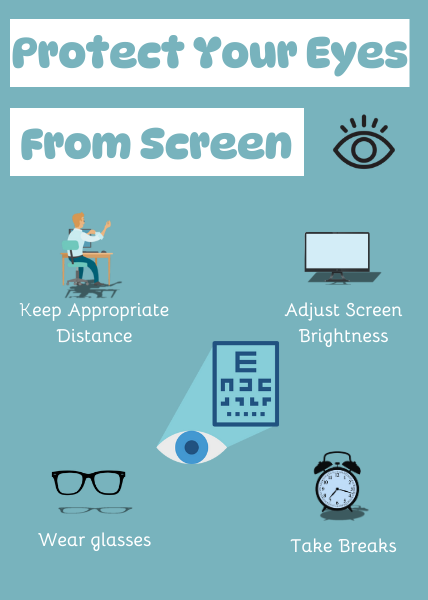 Protect Your Eyes
From Screen
Keep Appropriate
Distance
Adjust Screen
Brightness
E
Wear glasses
Take Breaks